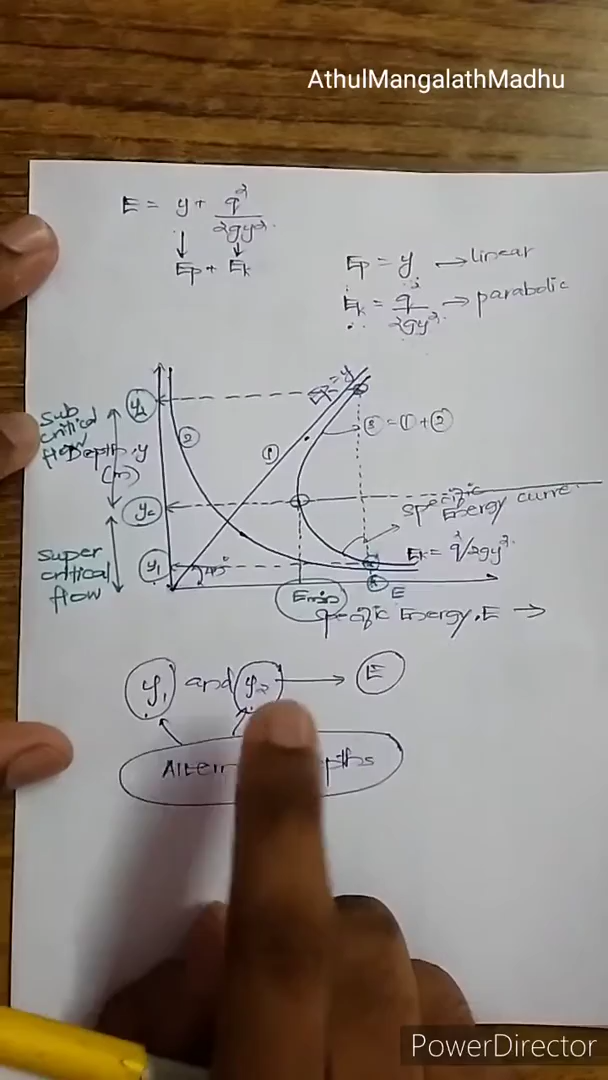 AthulMangalathMadhu
E = y + q²/2gy²
Ep + Ek
Ep = y → linear
Ek = q²/2gy² → parabolic
= y
y2
sub
critical
flow
Depth, y
(m)
②
①
③ = ① + ②
yc
specific
Energy curve
super
critical
flow
y1
45°
Ek = q²/2gy²
Emin
E
specific Energy, E →
y1 and y2 → E
PowerDirector